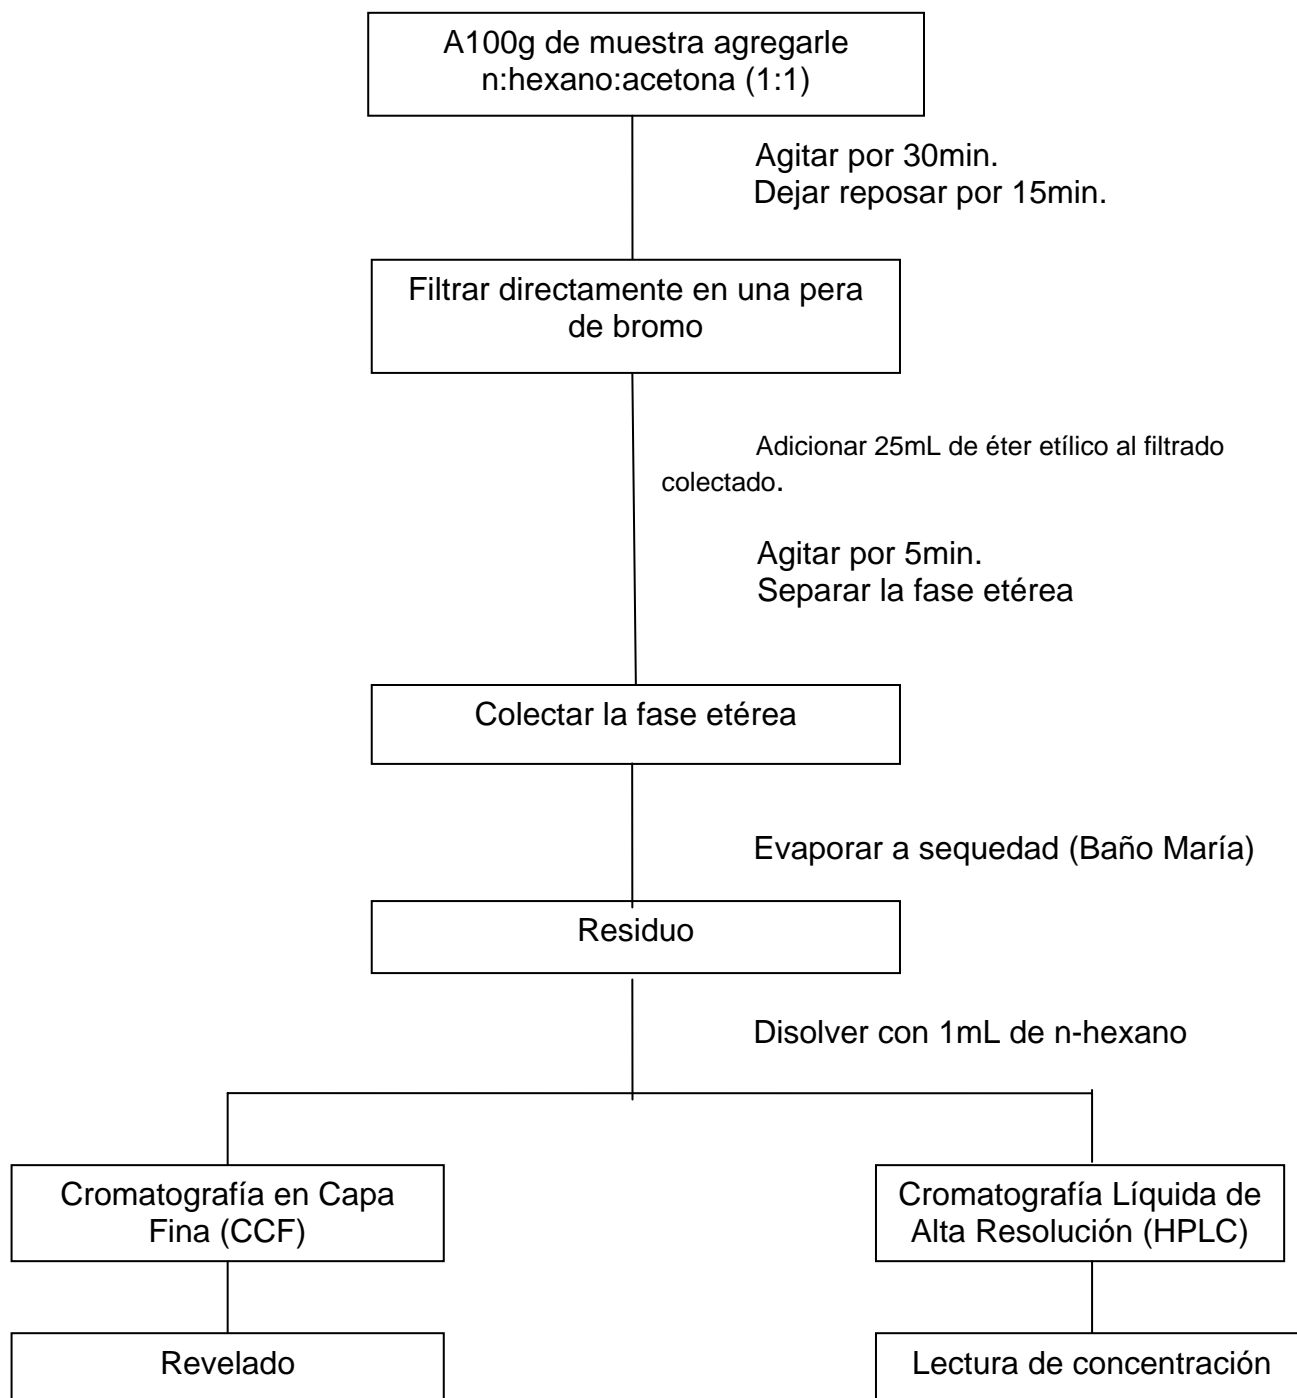 A100g de muestra agregarle
n:hexano:acetona (1:1)
Agitar por 30min.
Dejar reposar por 15min.
Filtrar directamente en una pera
de bromo
Adicionar 25mL de éter etílico al filtrado
colectado.
Agitar por 5min.
Separar la fase etérea
Colectar la fase etérea
Evaporar a sequedad (Baño María)
Residuo
Disolver con 1mL de n-hexano
Cromatografía en Capa
Fina (CCF)
Cromatografía Líquida de
Alta Resolución (HPLC)
Revelado
Lectura de concentración